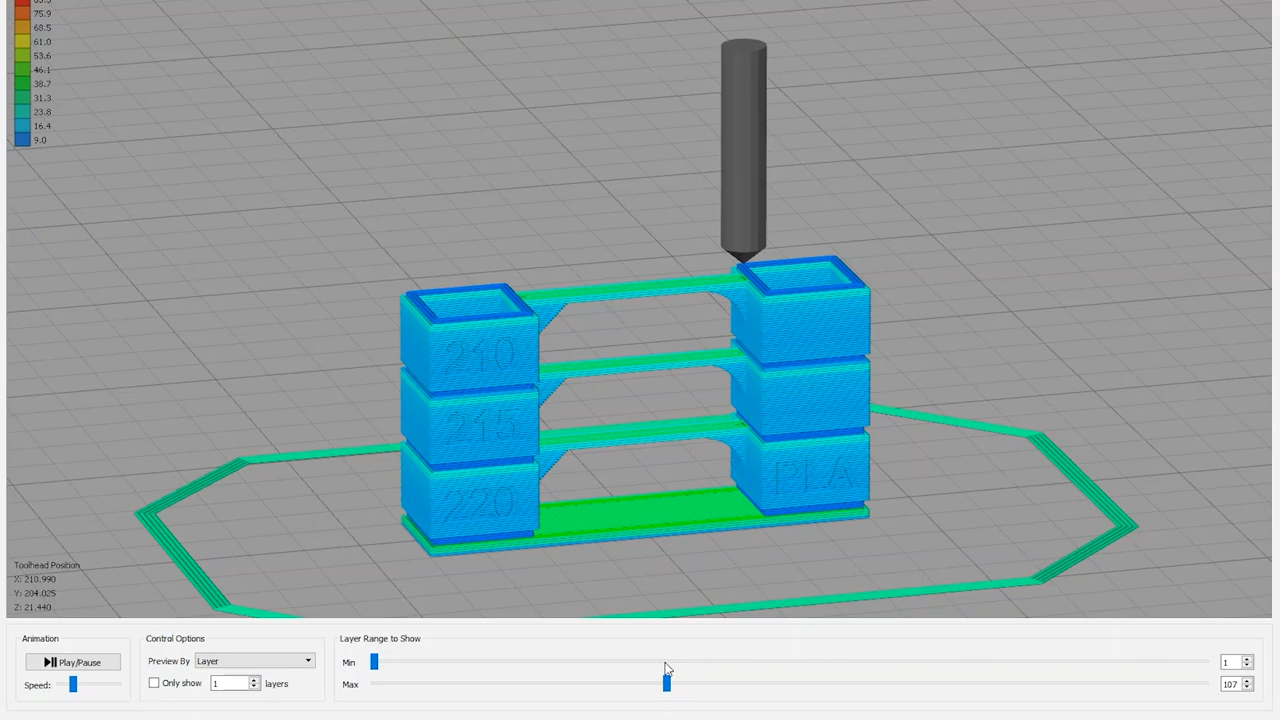 75.9
68.5
61.0
53.6
46.1
38.7
31.3
23.8
16.4
9.0
210
215
220
PLA
Toolhead Position
X: 210.990
Y: 204.025
Z: 21.440
Animation
Play/Pause
Speed:
Control Options
Preview By Layer
Only show 1 layers
Layer Range to Show
Min 1
Max 107